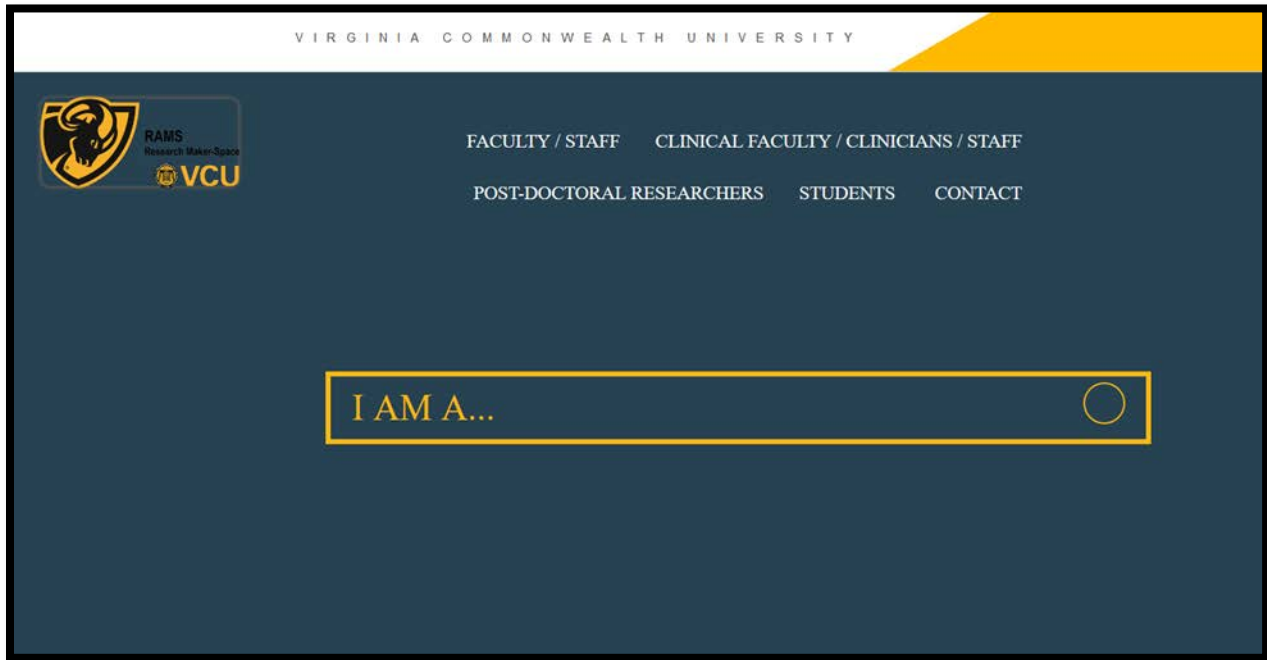 VIRGINIA COMMONWEALTH UNIVERSITY
RAMS
Research Maker-Space
VCU
FACULTY / STAFF CLINICAL FACULTY / CLINICIANS / STAFF
POST-DOCTORAL RESEARCHERS STUDENTS CONTACT
I AM A...